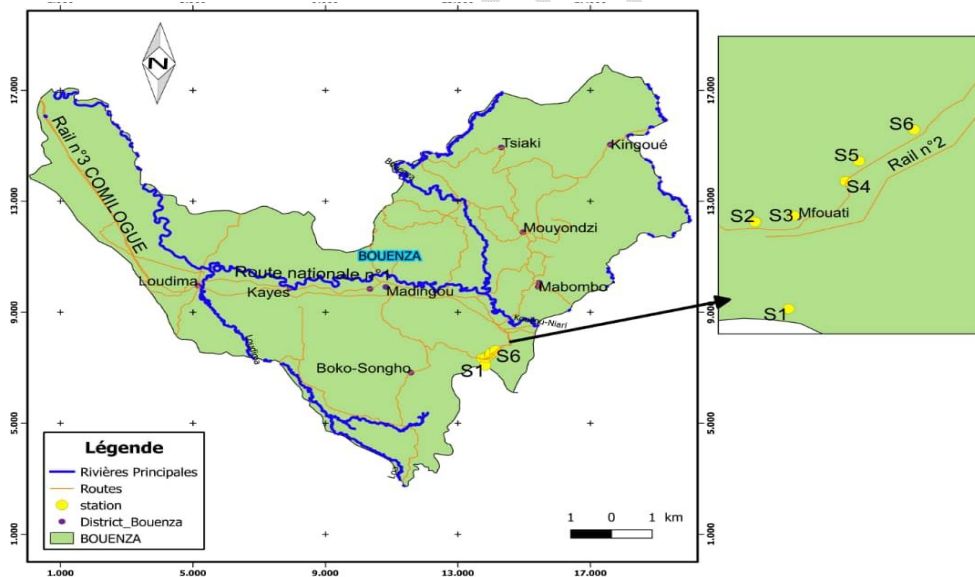 17.000
13.000
9.000
5.000
1.000
N
Rail n°3 COMILOGUE
Tsiaki
Kingoué
Mouyondzi
BOUENZA
Route nationale n°1
Loudima
Kayes
Madingou
Mabombo
Loudima
Boko-Songho
S6
S1
Légende
Rivières Principales
Routes
station
District_Bouenza
BOUENZA
1 0 1 km
1.000 5.000 9.000 13.000 17.000
17.000
13.000
9.000
5.000
1.000
S6
S5
Rail n°2
S4
S2
S3
Mfouati
S1